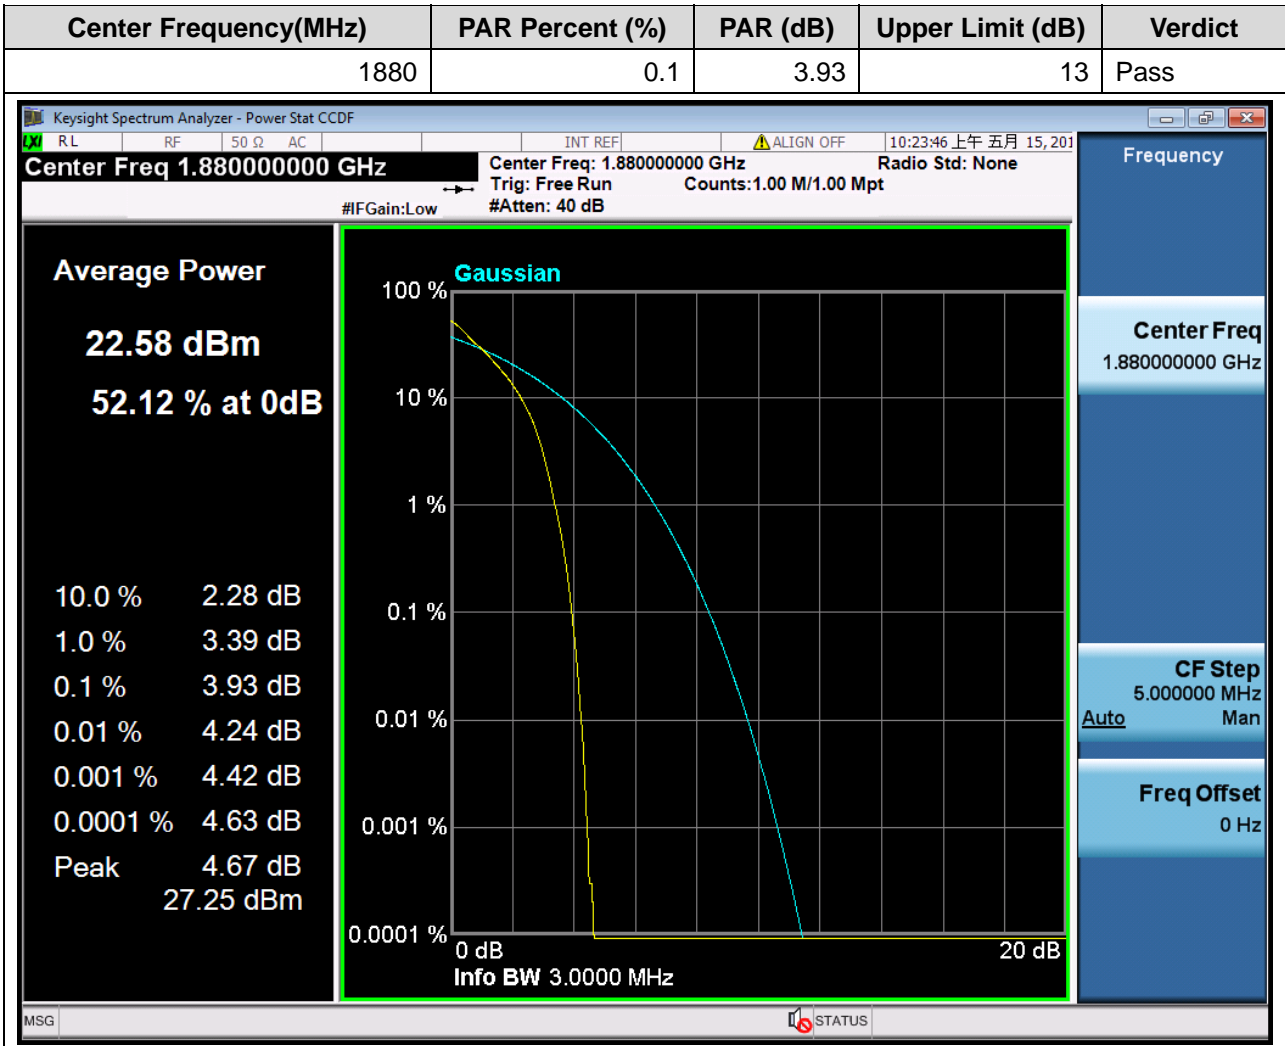 Center Frequency(MHz) PAR Percent (%) PAR (dB) Upper Limit (dB) Verdict
1880 0.1 3.93 13 Pass
Keysight Spectrum Analyzer - Power Stat CCDF
LXI RL RF 50 Ω AC INT REF ALIGN OFF 10:23:46 上午 五月 15, 201
Center Freq 1.880000000 GHz
Center Freq: 1.880000000 GHz Radio Std: None
Trig: Free Run Counts:1.00 M/1.00 Mpt
#IFGain:Low #Atten: 40 dB
Average Power
22.58 dBm
52.12 % at 0dB
10.0 % 2.28 dB
1.0 % 3.39 dB
0.1 % 3.93 dB
0.01 % 4.24 dB
0.001 % 4.42 dB
0.0001 % 4.63 dB
Peak 4.67 dB
27.25 dBm
Gaussian
100 %
10 %
1 %
0.1 %
0.01 %
0.001 %
0.0001 %
0 dB 20 dB
Info BW 3.0000 MHz
Frequency
Center Freq
1.880000000 GHz
CF Step
5.000000 MHz
Auto Man
Freq Offset
0 Hz
MSG STATUS